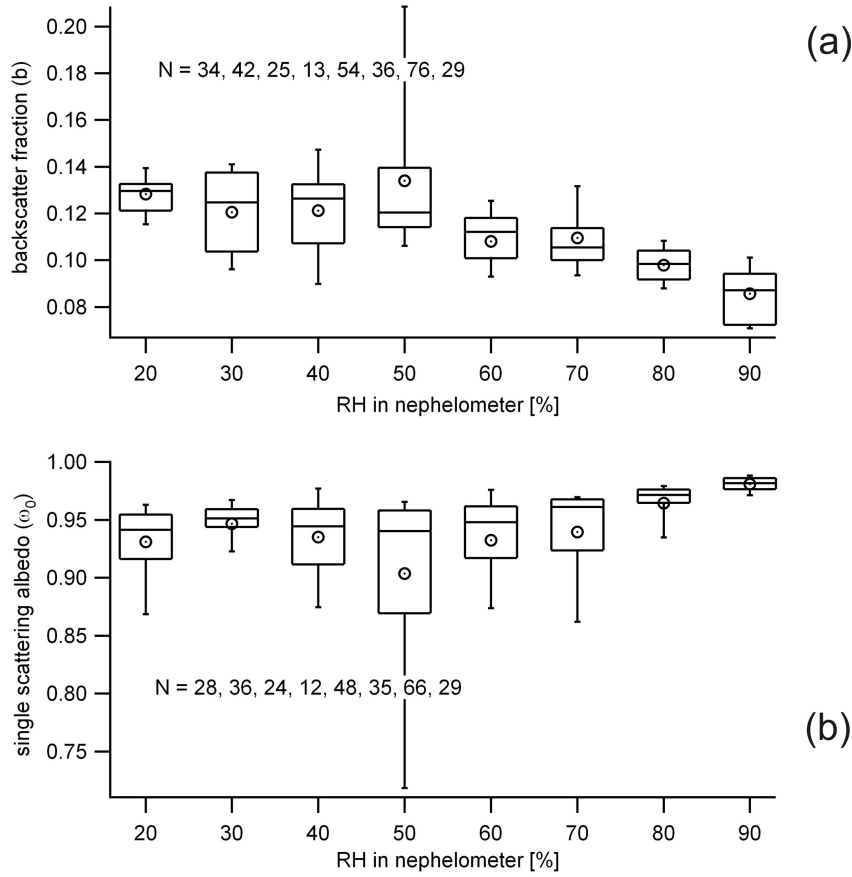 (a)
0.20
0.18
0.16
0.14
0.12
0.10
0.08
backscatter fraction (b)
N = 34, 42, 25, 13, 54, 36, 76, 29
20 30 40 50 60 70 80 90
RH in nephelometer [%]
1.00
0.95
0.90
0.85
0.80
0.75
single scattering albedo (ω0)
N = 28, 36, 24, 12, 48, 35, 66, 29
(b)
20 30 40 50 60 70 80 90
RH in nephelometer [%]